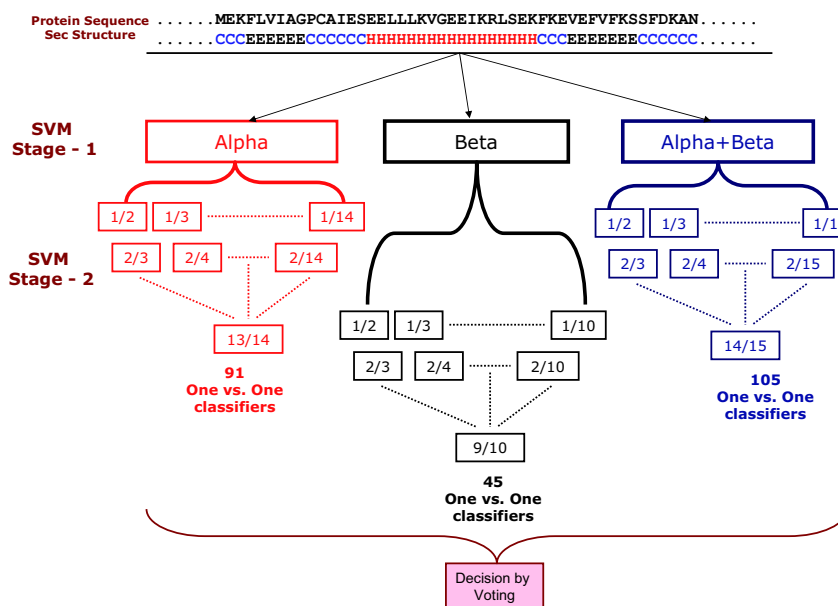 Protein Sequence ......MEKFLVIAGPCAIESEELLLKVGEEIKRLSEKFKEVEFVFKSSFDKAN......
Sec Structure ......CCCEEEEEECCCCCCHHHHHHHHHHHHHHHHHCCCEEEEEEECCCCCC......
SVM
Stage - 1
Alpha
Beta
Alpha+Beta
SVM
Stage - 2
1/2 1/3 1/14
2/3 2/4 2/14
13/14
91
One vs. One
classifiers
1/2 1/3 1/10
2/3 2/4 2/10
9/10
45
One vs. One
classifiers
1/2 1/3 1/1
2/3 2/4 2/15
14/15
105
One vs. One
classifiers
Decision by
Voting